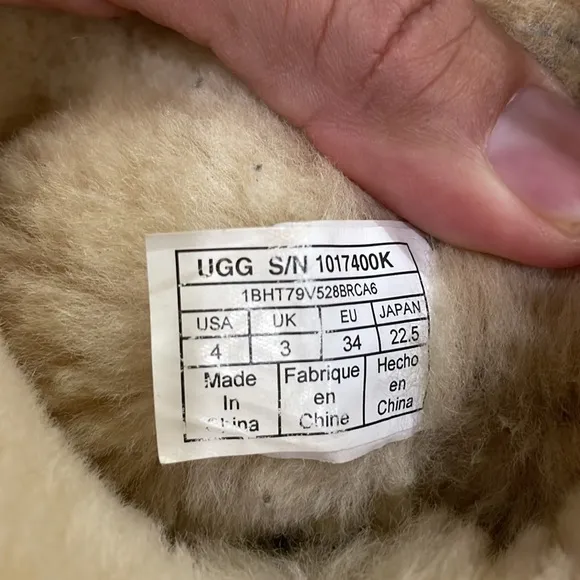 UGG S/N 1017400K
1BHT79V528BRCA6
USA UK EU JAPAN
4 3 34 22.5
Made In China
Fabrique en Chine
Hecho en China